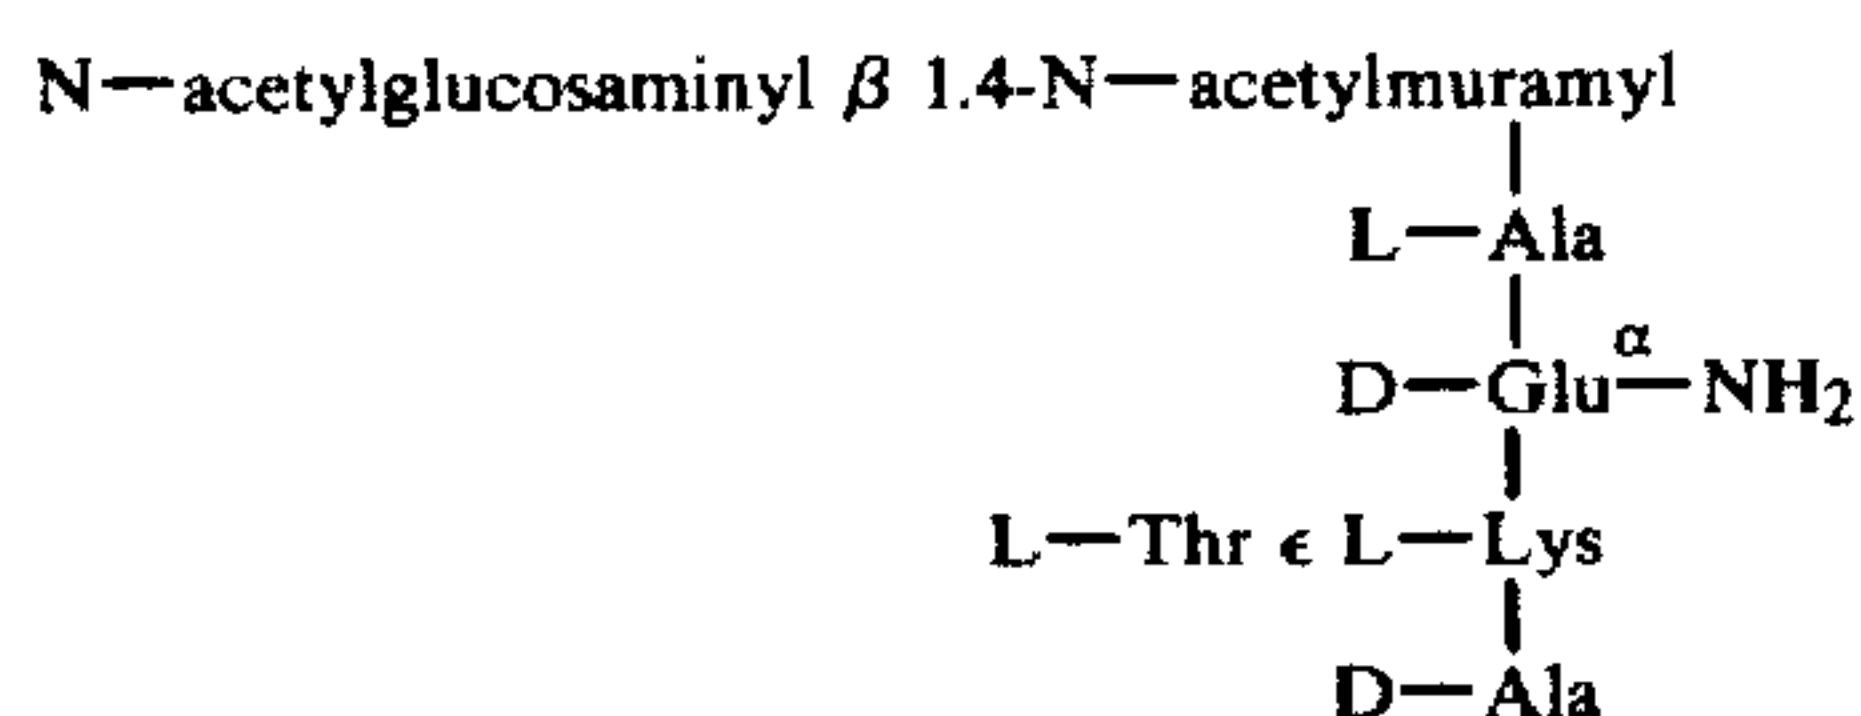 N—acetylglucosaminyl β 1.4-N—acetylmuramyl
L—Ala
α
D—Glu—NH₂
L—Thr ϵ L—Lys
D—Ala